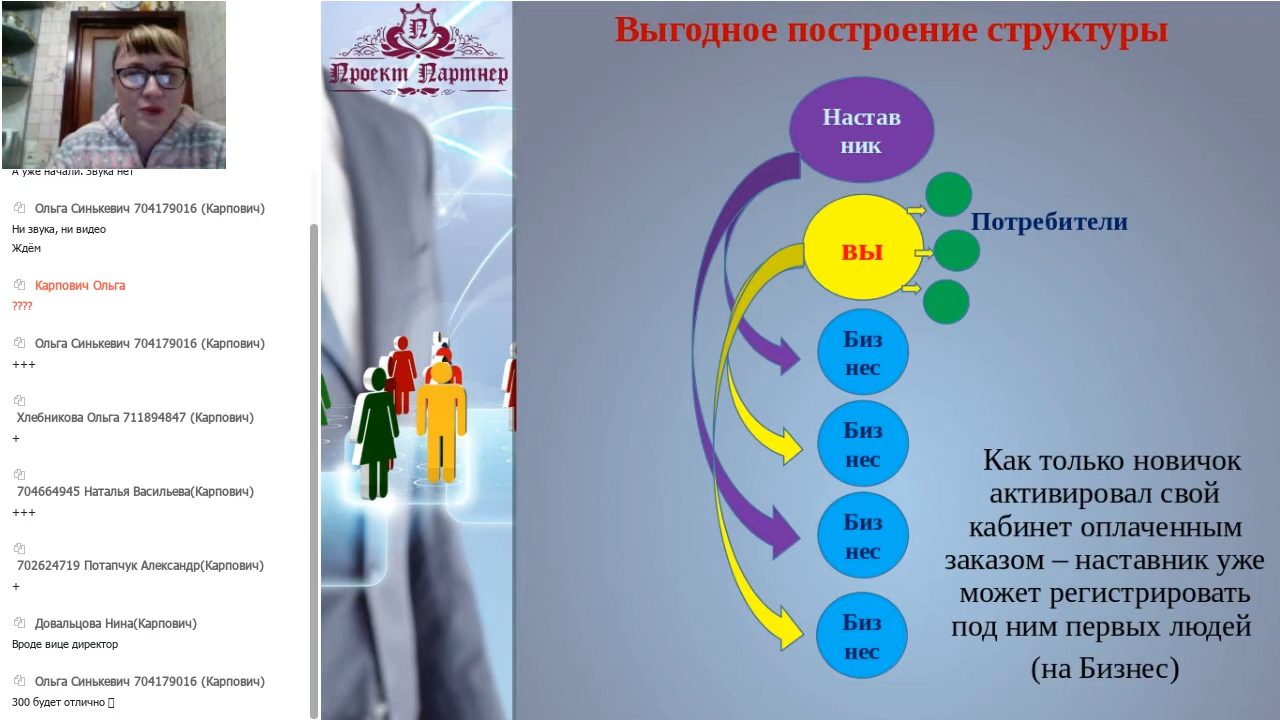 А уже начали. Звука нет
Ольга Синькевич 704179016 (Карпович)
Ни звука, ни видео
Ждём
Карпович Ольга
????
Ольга Синькевич 704179016 (Карпович)
+++
Хлебникова Ольга 711894847 (Карпович)
+
704664945 Наталья Васильева(Карпович)
+++
702624719 Потапчук Александр(Карпович)
+
Довальцова Нина(Карпович)
Вроде вице директор
Ольга Синькевич 704179016 (Карпович)
300 будет отлично
П
Проект Партнер
Выгодное построение структуры
Настав
ник
вы
Потребители
Биз
нес
Биз
нес
Биз
нес
Биз
нес
Как только новичок
активировал свой
кабинет оплаченным
заказом – наставник уже
может регистрировать
под ним первых людей
(на Бизнес)